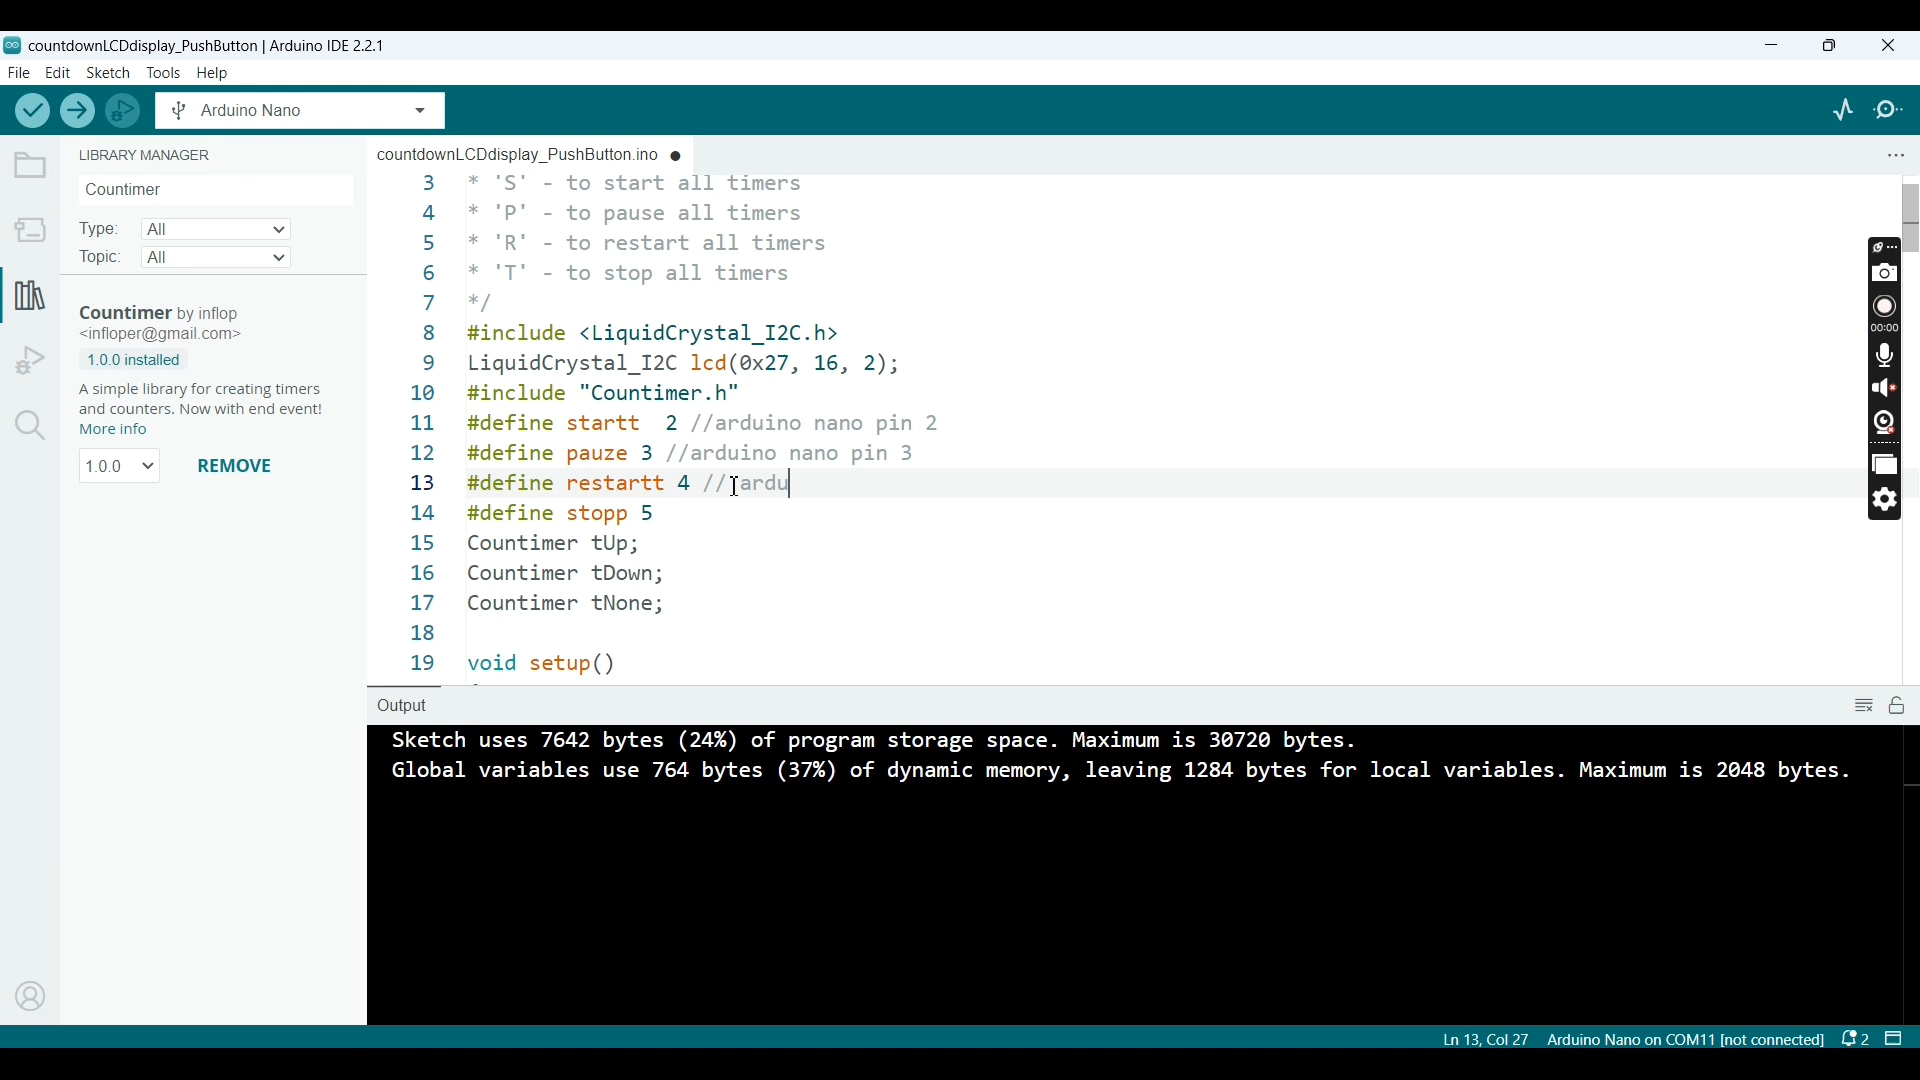 countdownLCDdisplay_PushButton | Arduino IDE 2.2.1
File Edit Sketch Tools Help
Arduino Nano
LIBRARY MANAGER
Countimer
Type: All
Topic: All
Countimer by inflop
<infloper@gmail.com>
1.0.0 installed
A simple library for creating timers
and counters. Now with end event!
More info
1.0.0 REMOVE
countdownLCDdisplay_PushButton.ino
3 * 'S' - to start all timers
4 * 'P' - to pause all timers
5 * 'R' - to restart all timers
6 * 'T' - to stop all timers
7 */
8 #include <LiquidCrystal_I2C.h>
9 LiquidCrystal_I2C lcd(0x27, 16, 2);
10 #include "Countimer.h"
11 #define startt  2 //arduino nano pin 2
12 #define pauze 3 //arduino nano pin 3
13 #define restartt 4 // ardu
14 #define stopp 5
15 Countimer tUp;
16 Countimer tDown;
17 Countimer tNone;
18
19 void setup()
00:00
Output
Sketch uses 7642 bytes (24%) of program storage space. Maximum is 30720 bytes.
Global variables use 764 bytes (37%) of dynamic memory, leaving 1284 bytes for local variables. Maximum is 2048 bytes.
Ln 13, Col 27 Arduino Nano on COM11 [not connected] 2